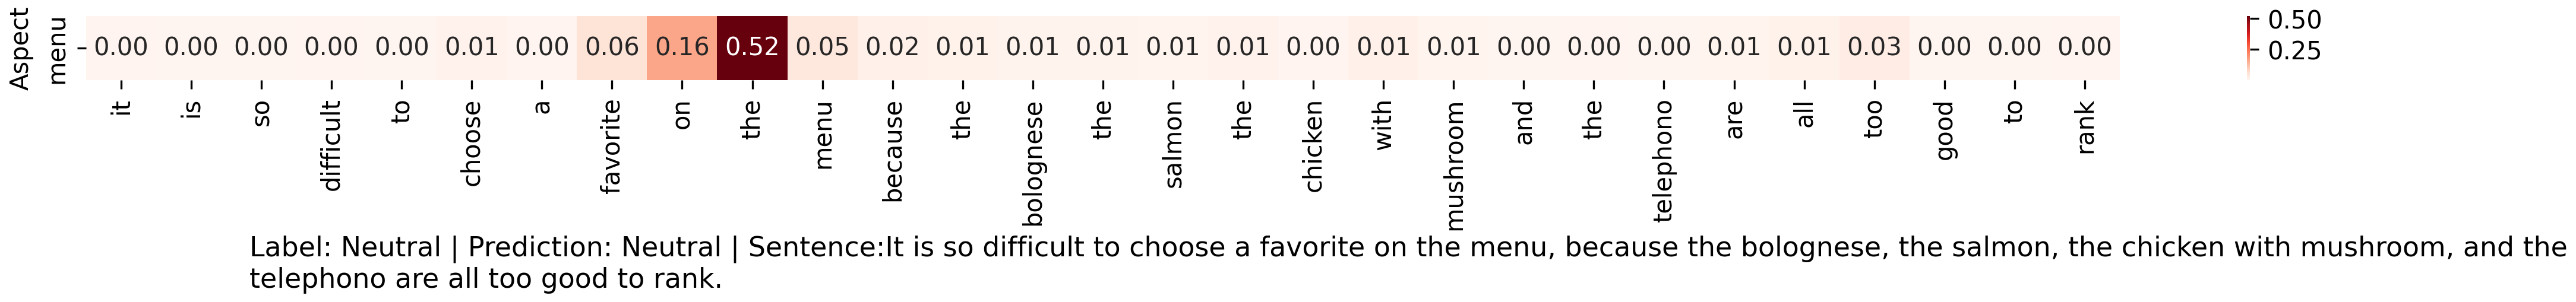 Aspect
menu
0.00 0.00 0.00 0.00 0.00 0.01 0.00 0.06 0.16 0.52 0.05 0.02 0.01 0.01 0.01 0.01 0.01 0.00 0.01 0.01 0.00 0.00 0.00 0.01 0.01 0.03 0.00 0.00 0.00
0.50
0.25
it is so difficult to choose a favorite on the menu because the bolognese the salmon the chicken with mushroom and the telephono are all too good to rank
Label: Neutral | Prediction: Neutral | Sentence:It is so difficult to choose a favorite on the menu, because the bolognese, the salmon, the chicken with mushroom, and the
telephono are all too good to rank.